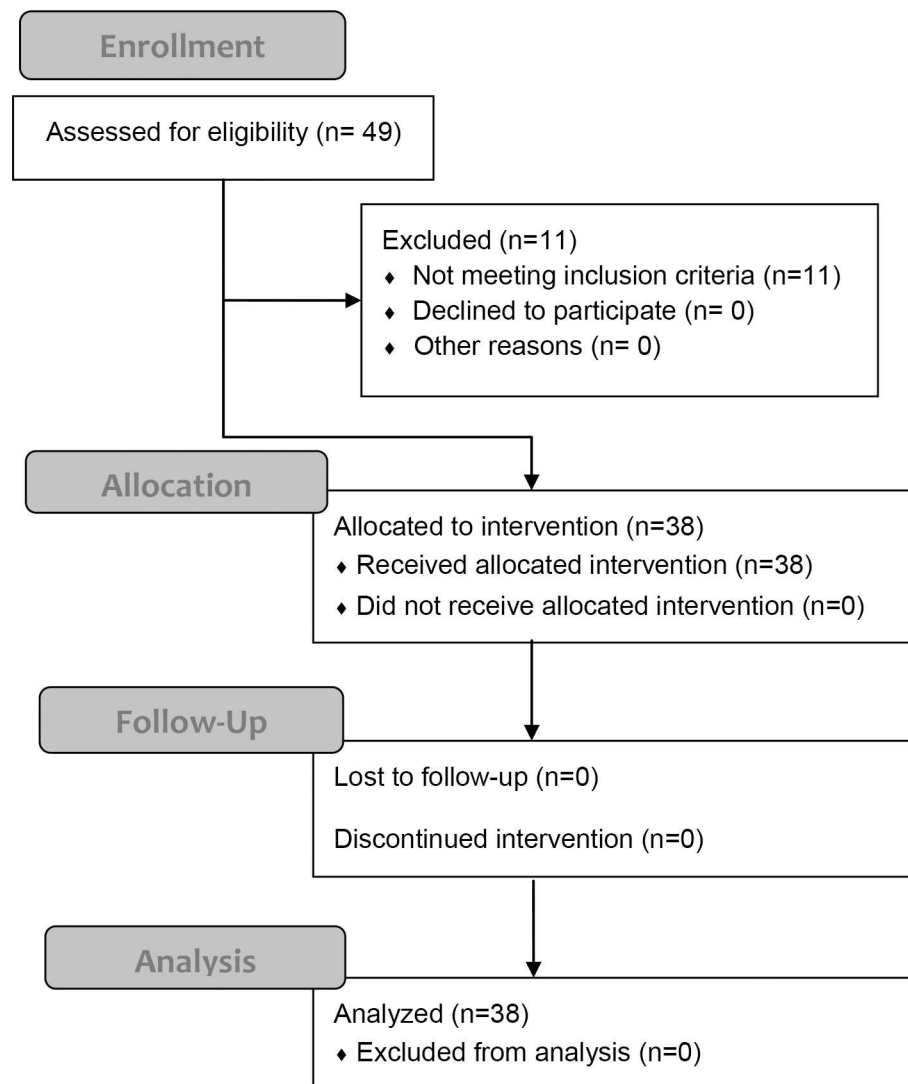 Enrollment
Assessed for eligibility (n= 49)
Excluded (n=11)
♦ Not meeting inclusion criteria (n=11)
♦ Declined to participate (n= 0)
♦ Other reasons (n= 0)
Allocation
Allocated to intervention (n=38)
♦ Received allocated intervention (n=38)
♦ Did not receive allocated intervention (n=0)
Follow-Up
Lost to follow-up (n=0)
Discontinued intervention (n=0)
Analysis
Analyzed (n=38)
♦ Excluded from analysis (n=0)